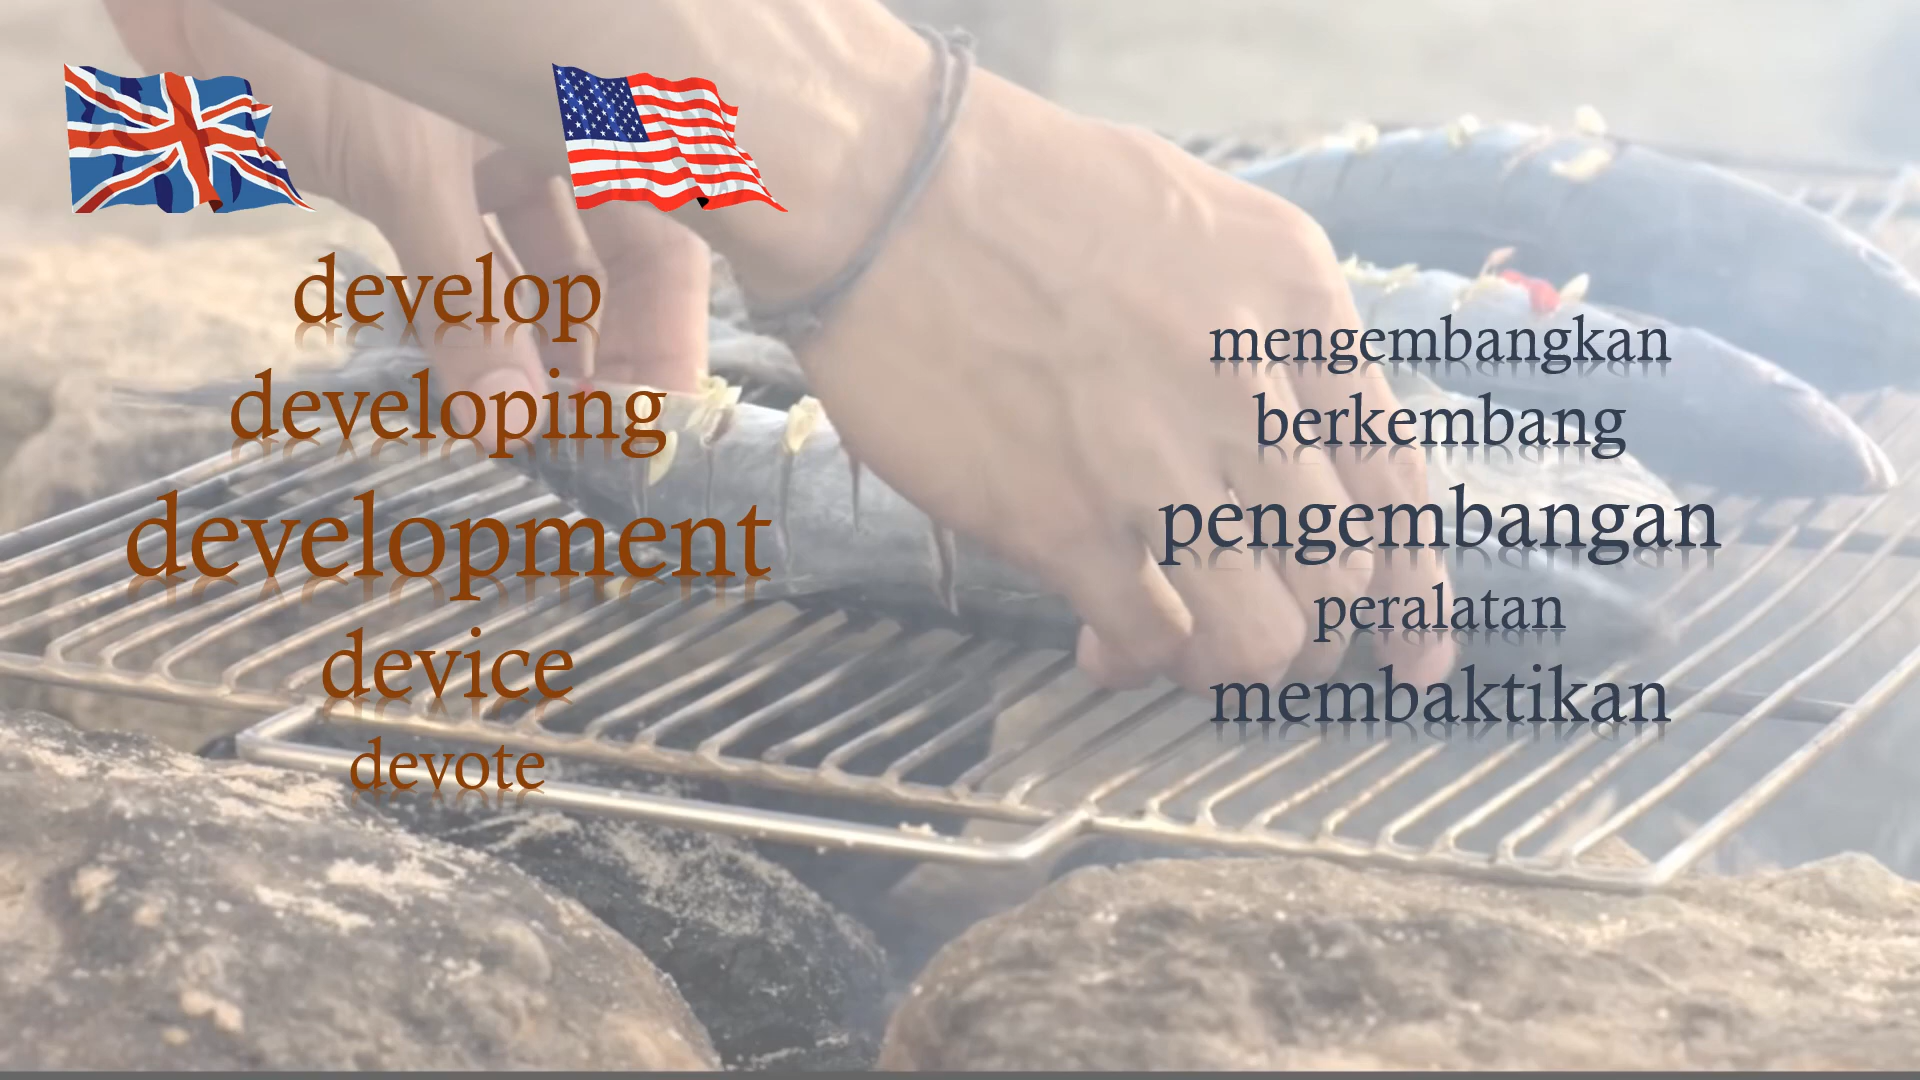 develop
developing
development
device
devote
mengembangkan
berkembang
pengembangan
peralatan
membaktikan